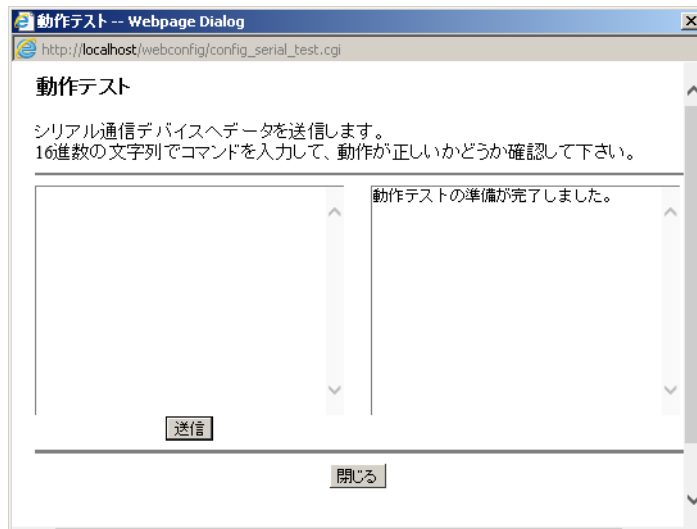 動作テスト -- Webpage Dialog
http://localhost/webconfig/config_serial_test.cgi
動作テスト
シリアル通信デバイスへデータを送信します。
16進数の文字列でコマンドを入力して、動作が正しいかどうか確認して下さい。
動作テストの準備が完了しました。
送信
閉じる